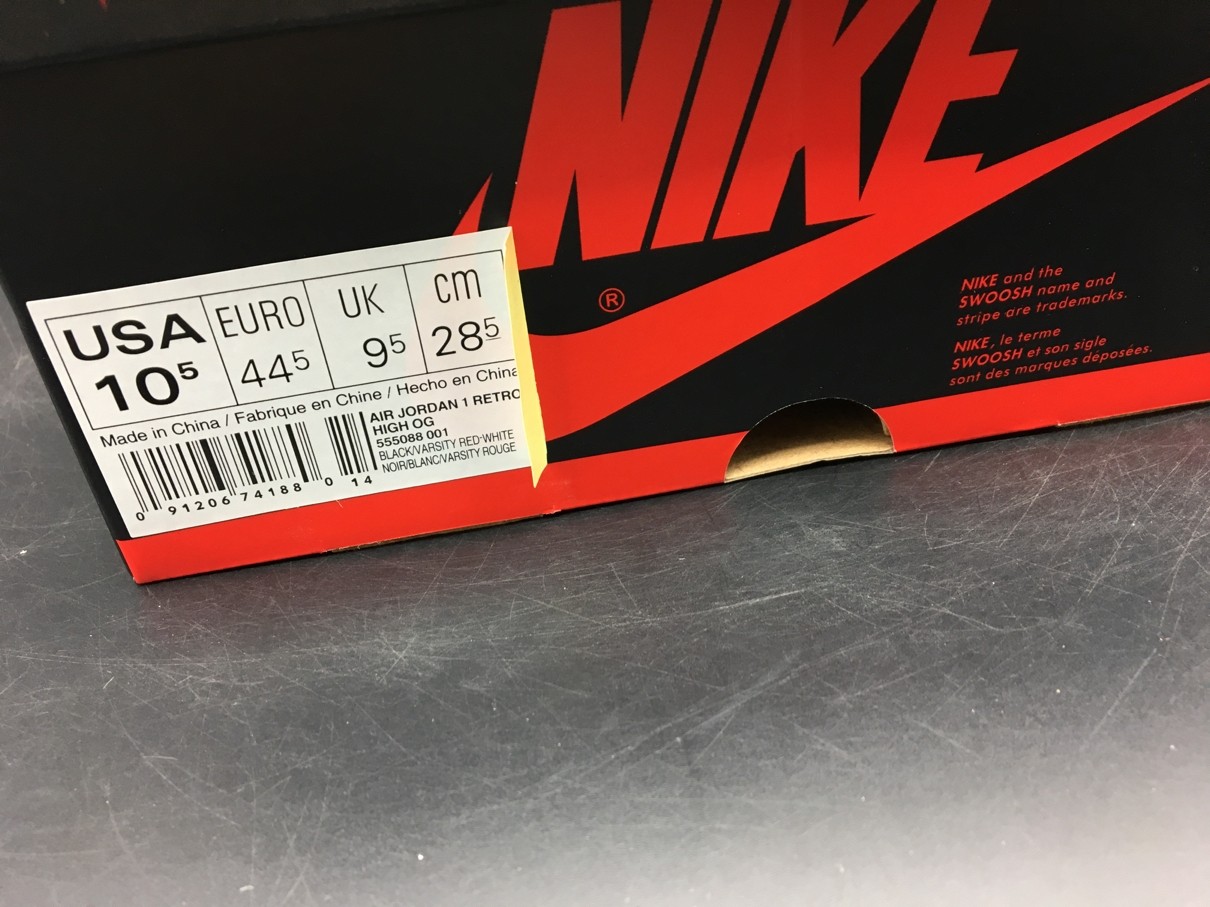 NIKE
®
NIKE and the
SWOOSH name and
stripe are trademarks.
NIKE, le terme
SWOOSH et son sigle
sont des marques déposées.
USA EURO UK cm
10⁵ 44⁵ 9⁵ 28⁵
Made in China / Fabrique en Chine / Hecho en China
AIR JORDAN 1 RETRO
HIGH OG
555088 001
BLACK/VARSITY RED-WHITE
NOIR/BLANC/VARSITY ROUGE
0 91206 74188 0 14